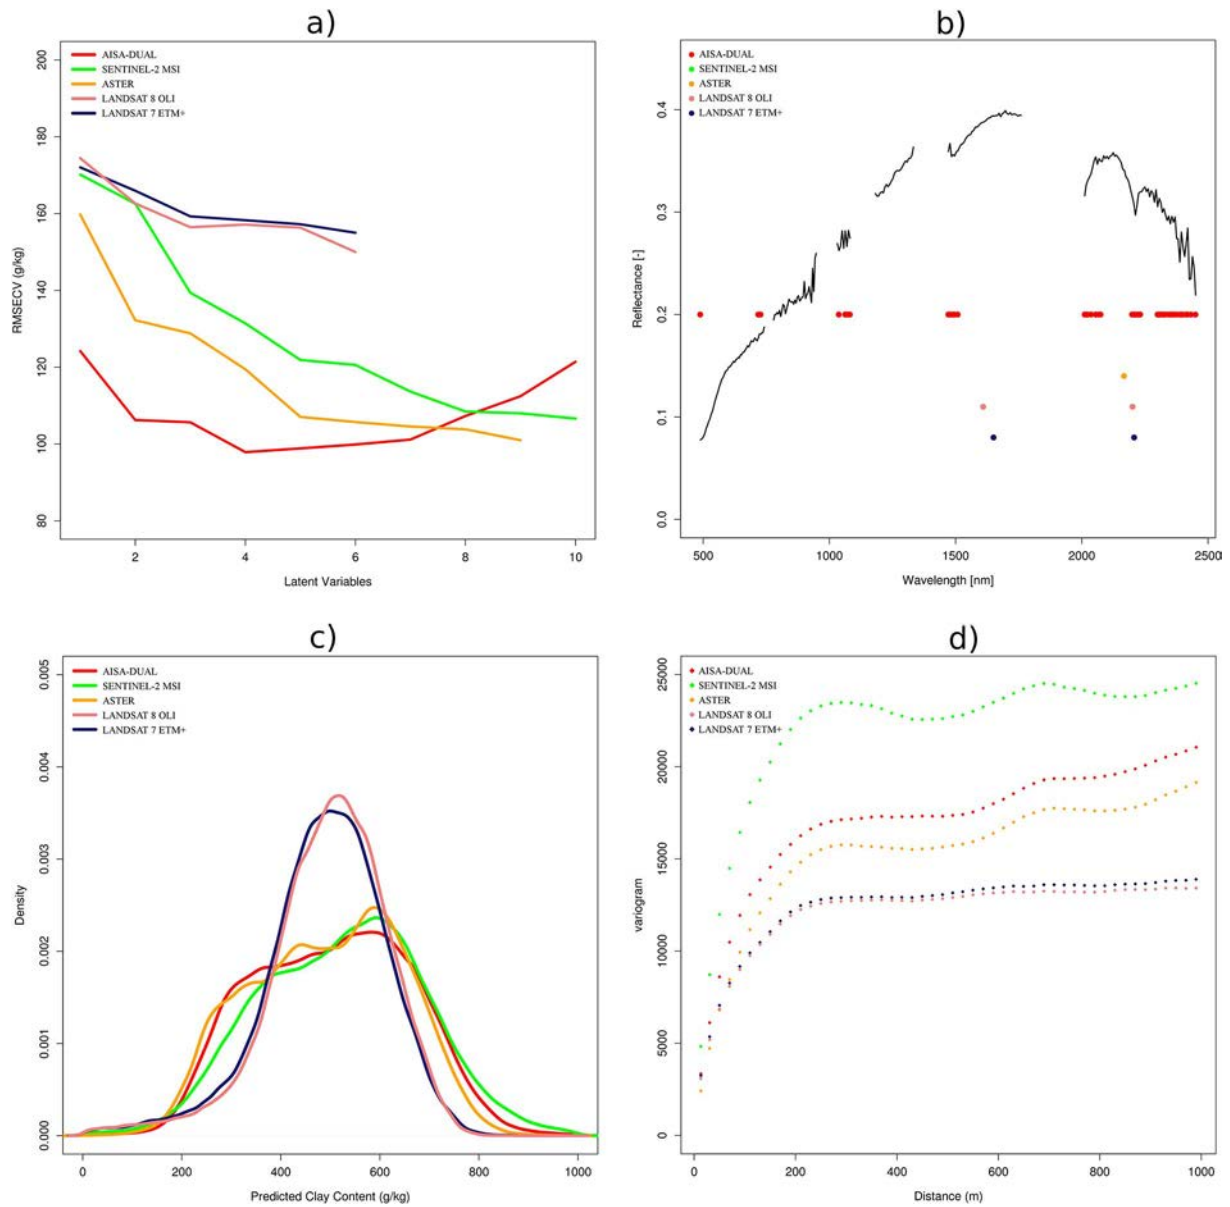 a)
AISA-DUAL
SENTINEL-2 MSI
ASTER
LANDSAT 8 OLI
LANDSAT 7 ETM+
200
180
160
140
120
100
80
RMSECV (g/kg)
2 4 6 8 10
Latent Variables
b)
AISA-DUAL
SENTINEL-2 MSI
ASTER
LANDSAT 8 OLI
LANDSAT 7 ETM+
0.4
0.3
0.2
0.1
0.0
Reflectance [-]
500 1000 1500 2000 2500
Wavelength [nm]
c)
AISA-DUAL
SENTINEL-2 MSI
ASTER
LANDSAT 8 OLI
LANDSAT 7 ETM+
0.005
0.004
0.003
0.002
0.001
0.000
Density
0 200 400 600 800 1000
Predicted Clay Content (g/kg)
d)
AISA-DUAL
SENTINEL-2 MSI
ASTER
LANDSAT 8 OLI
LANDSAT 7 ETM+
25000
20000
15000
10000
5000
0
variogram
0 200 400 600 800 1000
Distance (m)